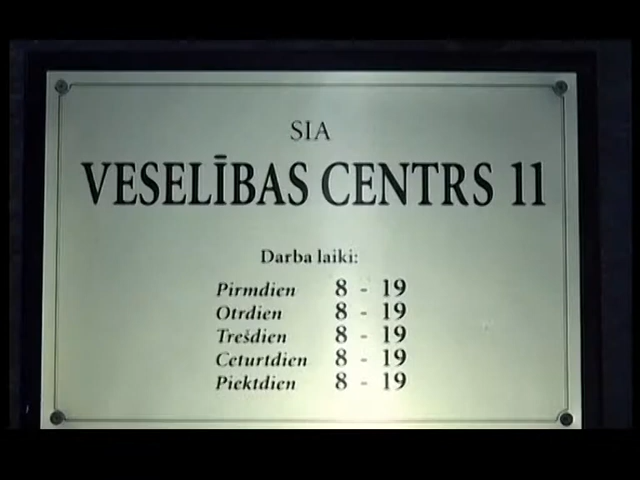 SIA
VESELĪBAS CENTRS 11
Darba laiki:
Pirmdien 8 - 19
Otrdien 8 - 19
Trešdien 8 - 19
Ceturtdien 8 - 19
Piektdien 8 - 19